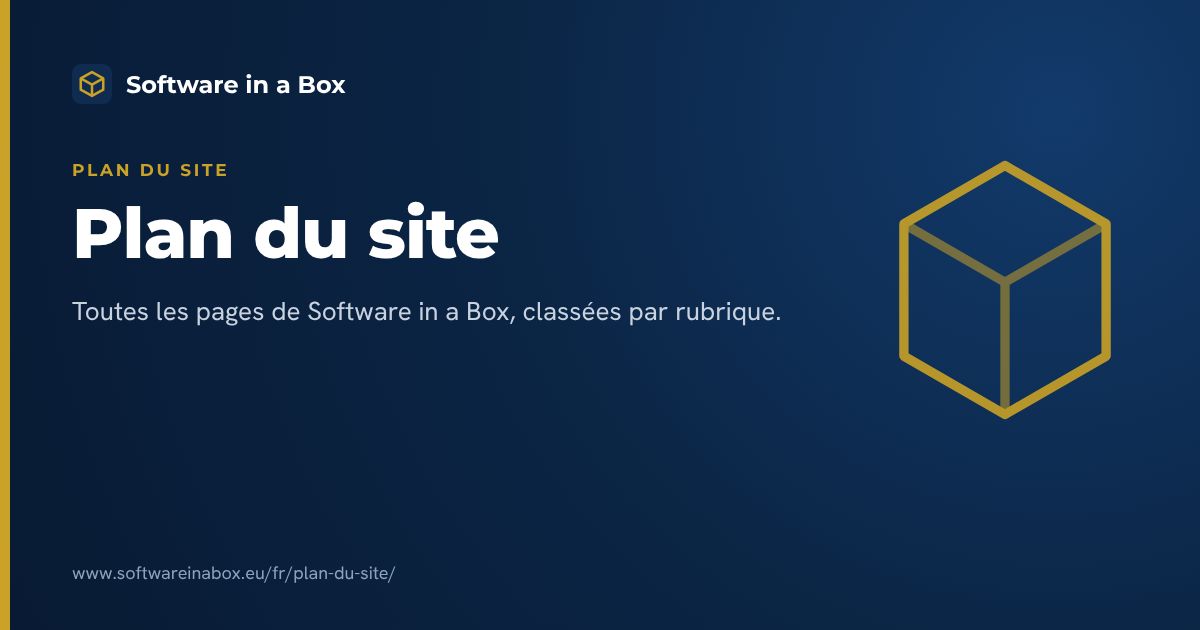 Software in a Box
PLAN DU SITE
Plan du site
Toutes les pages de Software in a Box, classées par rubrique.
www.softwareinabox.eu/fr/plan-du-site/